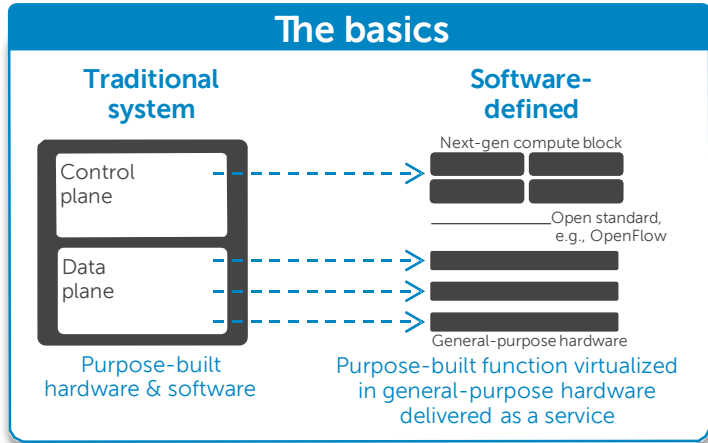 The basics
Traditional
system
Control
plane
Data
plane
Purpose-built
hardware & software
Software-
defined
Next-gen compute block
Open standard,
e.g., OpenFlow
General-purpose hardware
Purpose-built function virtualized
in general-purpose hardware
delivered as a service